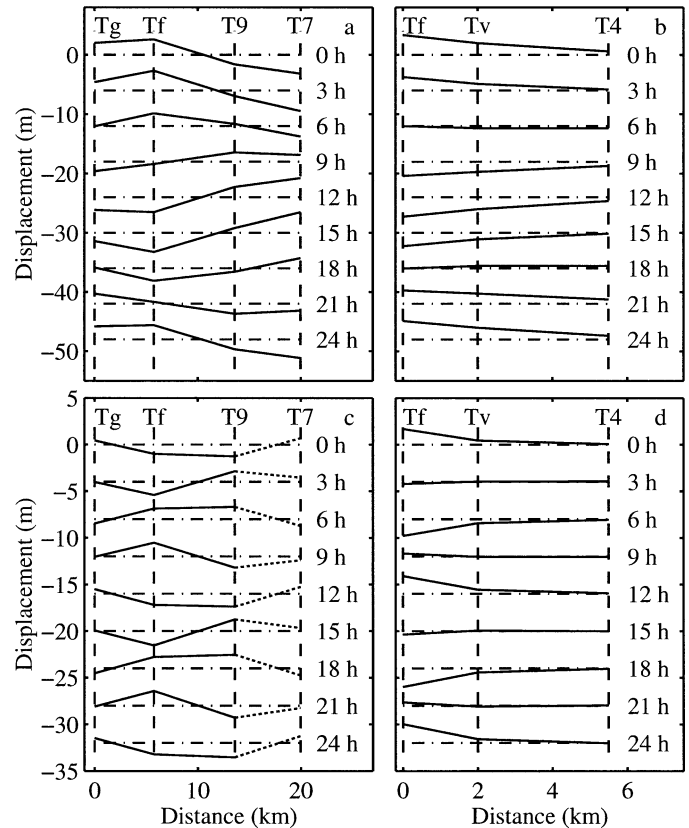 Tg Tf T9 T7 a
0 h
3 h
6 h
9 h
12 h
15 h
18 h
21 h
24 h
0
−10
−20
−30
−40
−50
Displacement (m)
Tf Tv T4 b
0 h
3 h
6 h
9 h
12 h
15 h
18 h
21 h
24 h
Tg Tf T9 c T7
0 h
3 h
6 h
9 h
12 h
15 h
18 h
21 h
24 h
5
0
−5
−10
−15
−20
−25
−30
−35
Displacement (m)
0 10 20
Distance (km)
Tf Tv T4 d
0 h
3 h
6 h
9 h
12 h
15 h
18 h
21 h
24 h
0 2 4 6
Distance (km)